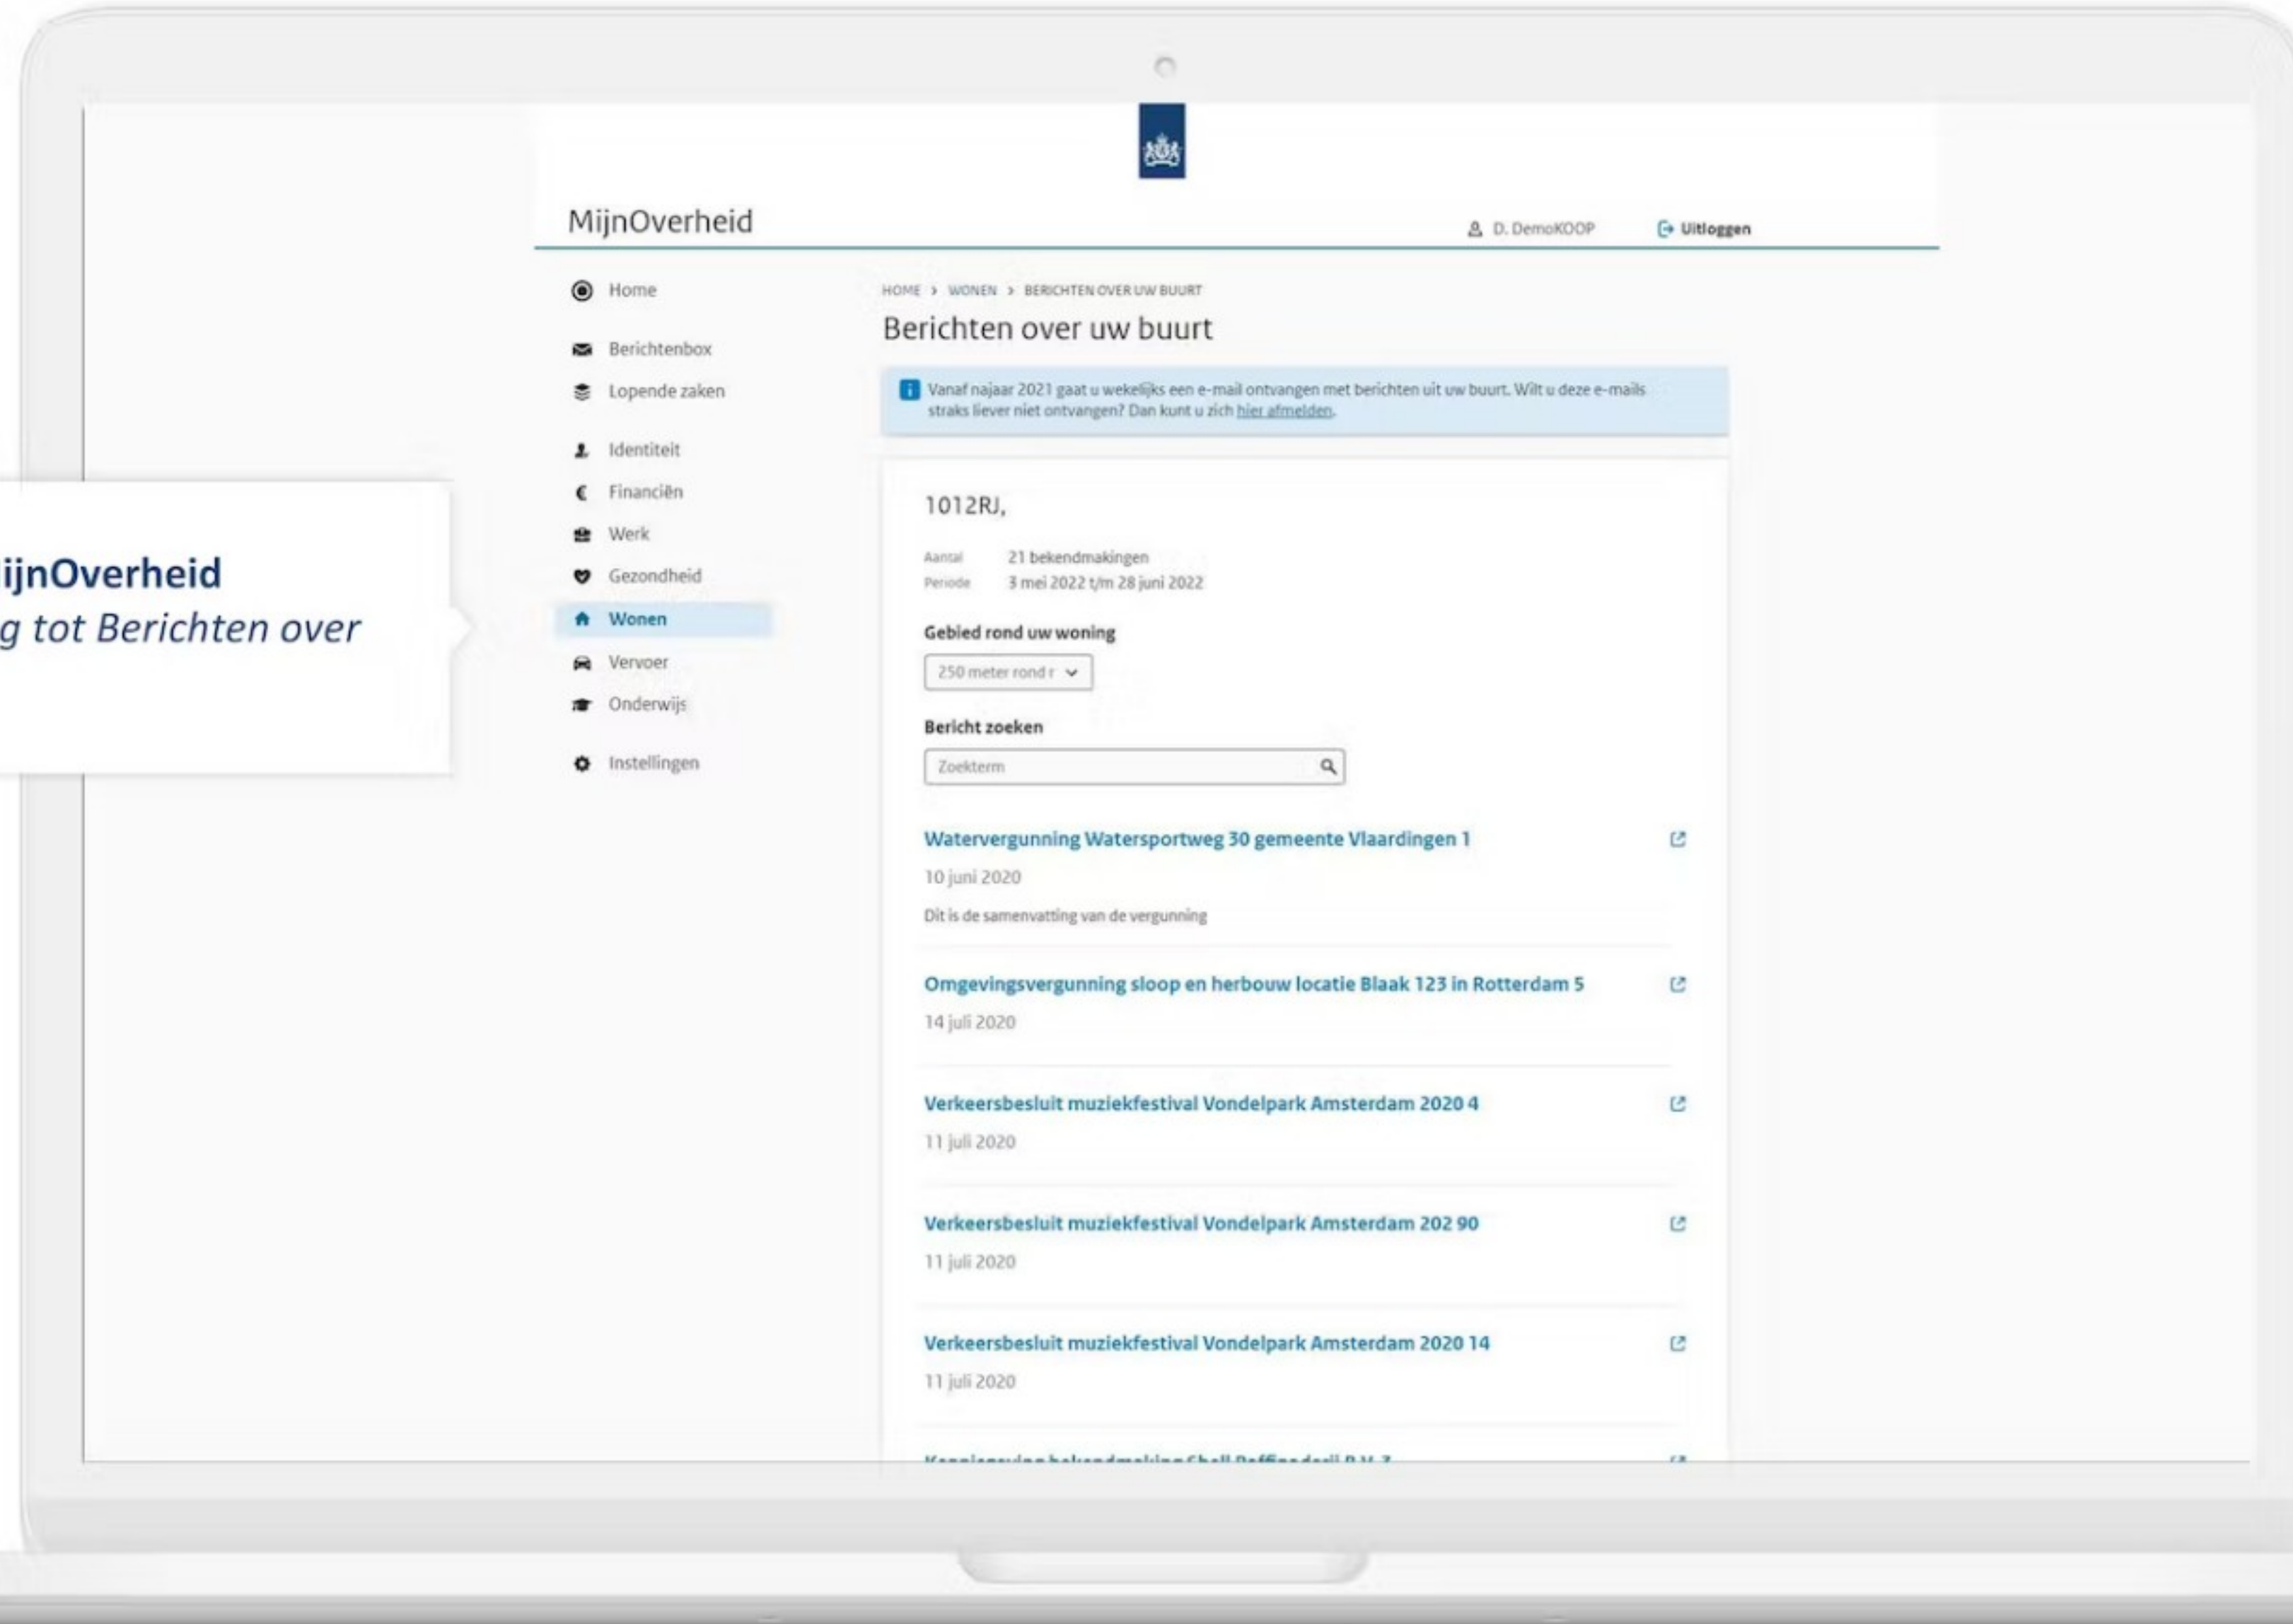 MijnOverheid
D. DemoKOOP
Uitloggen
Home
Berichtenbox
Lopende zaken
Identiteit
Financiën
Werk
Gezondheid
Wonen
Vervoer
Onderwijs
Instellingen
ijnOverheid
g tot Berichten over
HOME > WONEN > BERICHTEN OVER UW BUURT
Berichten over uw buurt
Vanaf najaar 2021 gaat u wekelijks een e-mail ontvangen met berichten uit uw buurt. Wilt u deze e-mails
straks liever niet ontvangen? Dan kunt u zich hier afmelden.
1012RJ,
Aantal 21 bekendmakingen
Periode 3 mei 2022 t/m 28 juni 2022
Gebied rond uw woning
250 meter rond r
Bericht zoeken
Zoekterm
Watervergunning Watersportweg 30 gemeente Vlaardingen 1
10 juni 2020
Dit is de samenvatting van de vergunning
Omgevingsvergunning sloop en herbouw locatie Blaak 123 in Rotterdam 5
14 juli 2020
Verkeersbesluit muziekfestival Vondelpark Amsterdam 2020 4
11 juli 2020
Verkeersbesluit muziekfestival Vondelpark Amsterdam 202 90
11 juli 2020
Verkeersbesluit muziekfestival Vondelpark Amsterdam 2020 14
11 juli 2020